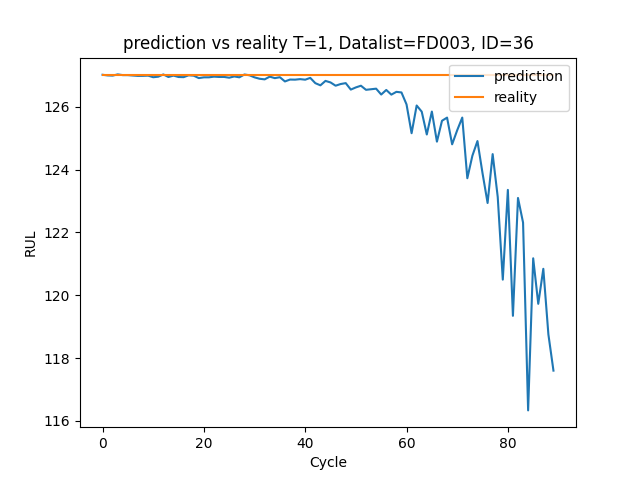 prediction vs reality T=1, Datalist=FD003, ID=36
prediction
reality
126
124
122
120
118
116
RUL
0 20 40 60 80
Cycle